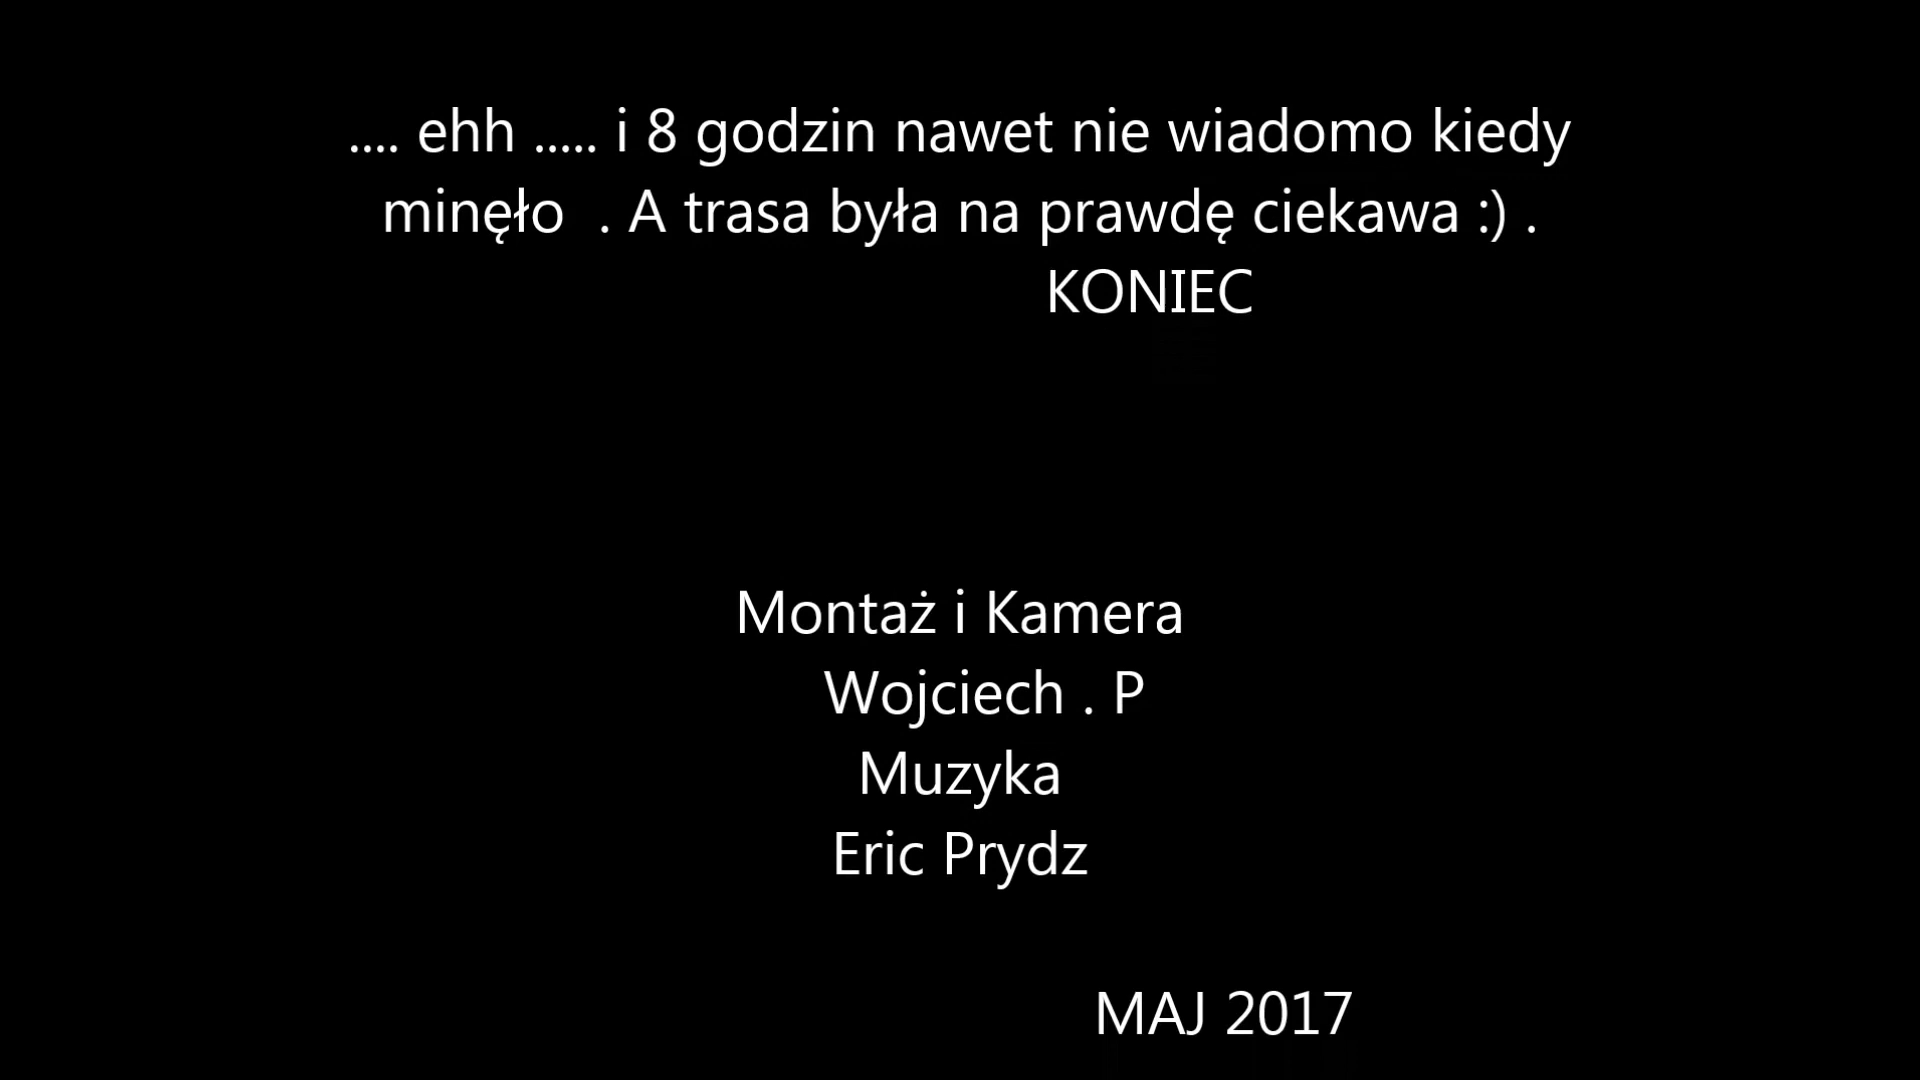 .... ehh ..... i 8 godzin nawet nie wiadomo kiedy
minęło  . A trasa była na prawdę ciekawa :) .
KONIEC
Montaż i Kamera
Wojciech . P
Muzyka
Eric Prydz
MAJ 2017